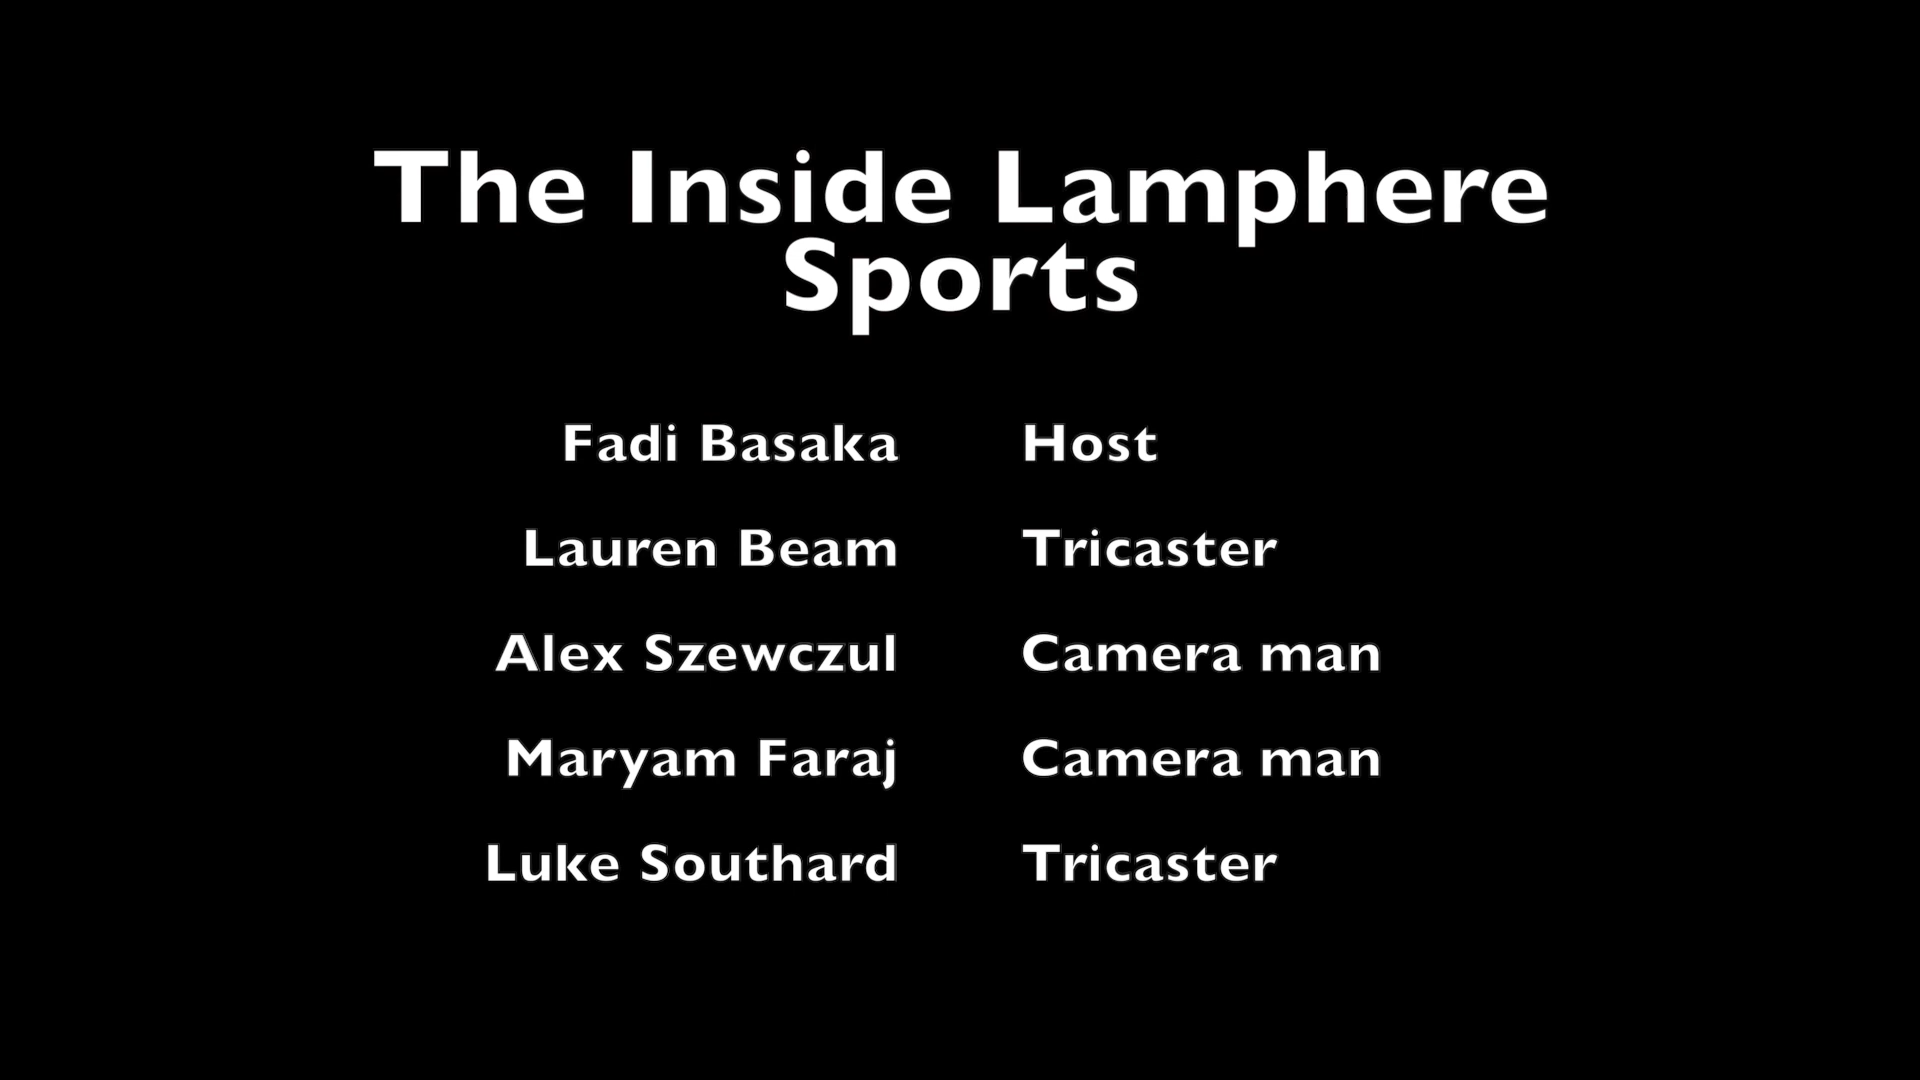 The Inside Lamphere
Sports
Fadi Basaka Host
Lauren Beam Tricaster
Alex Szewczul Camera man
Maryam Faraj Camera man
Luke Southard Tricaster